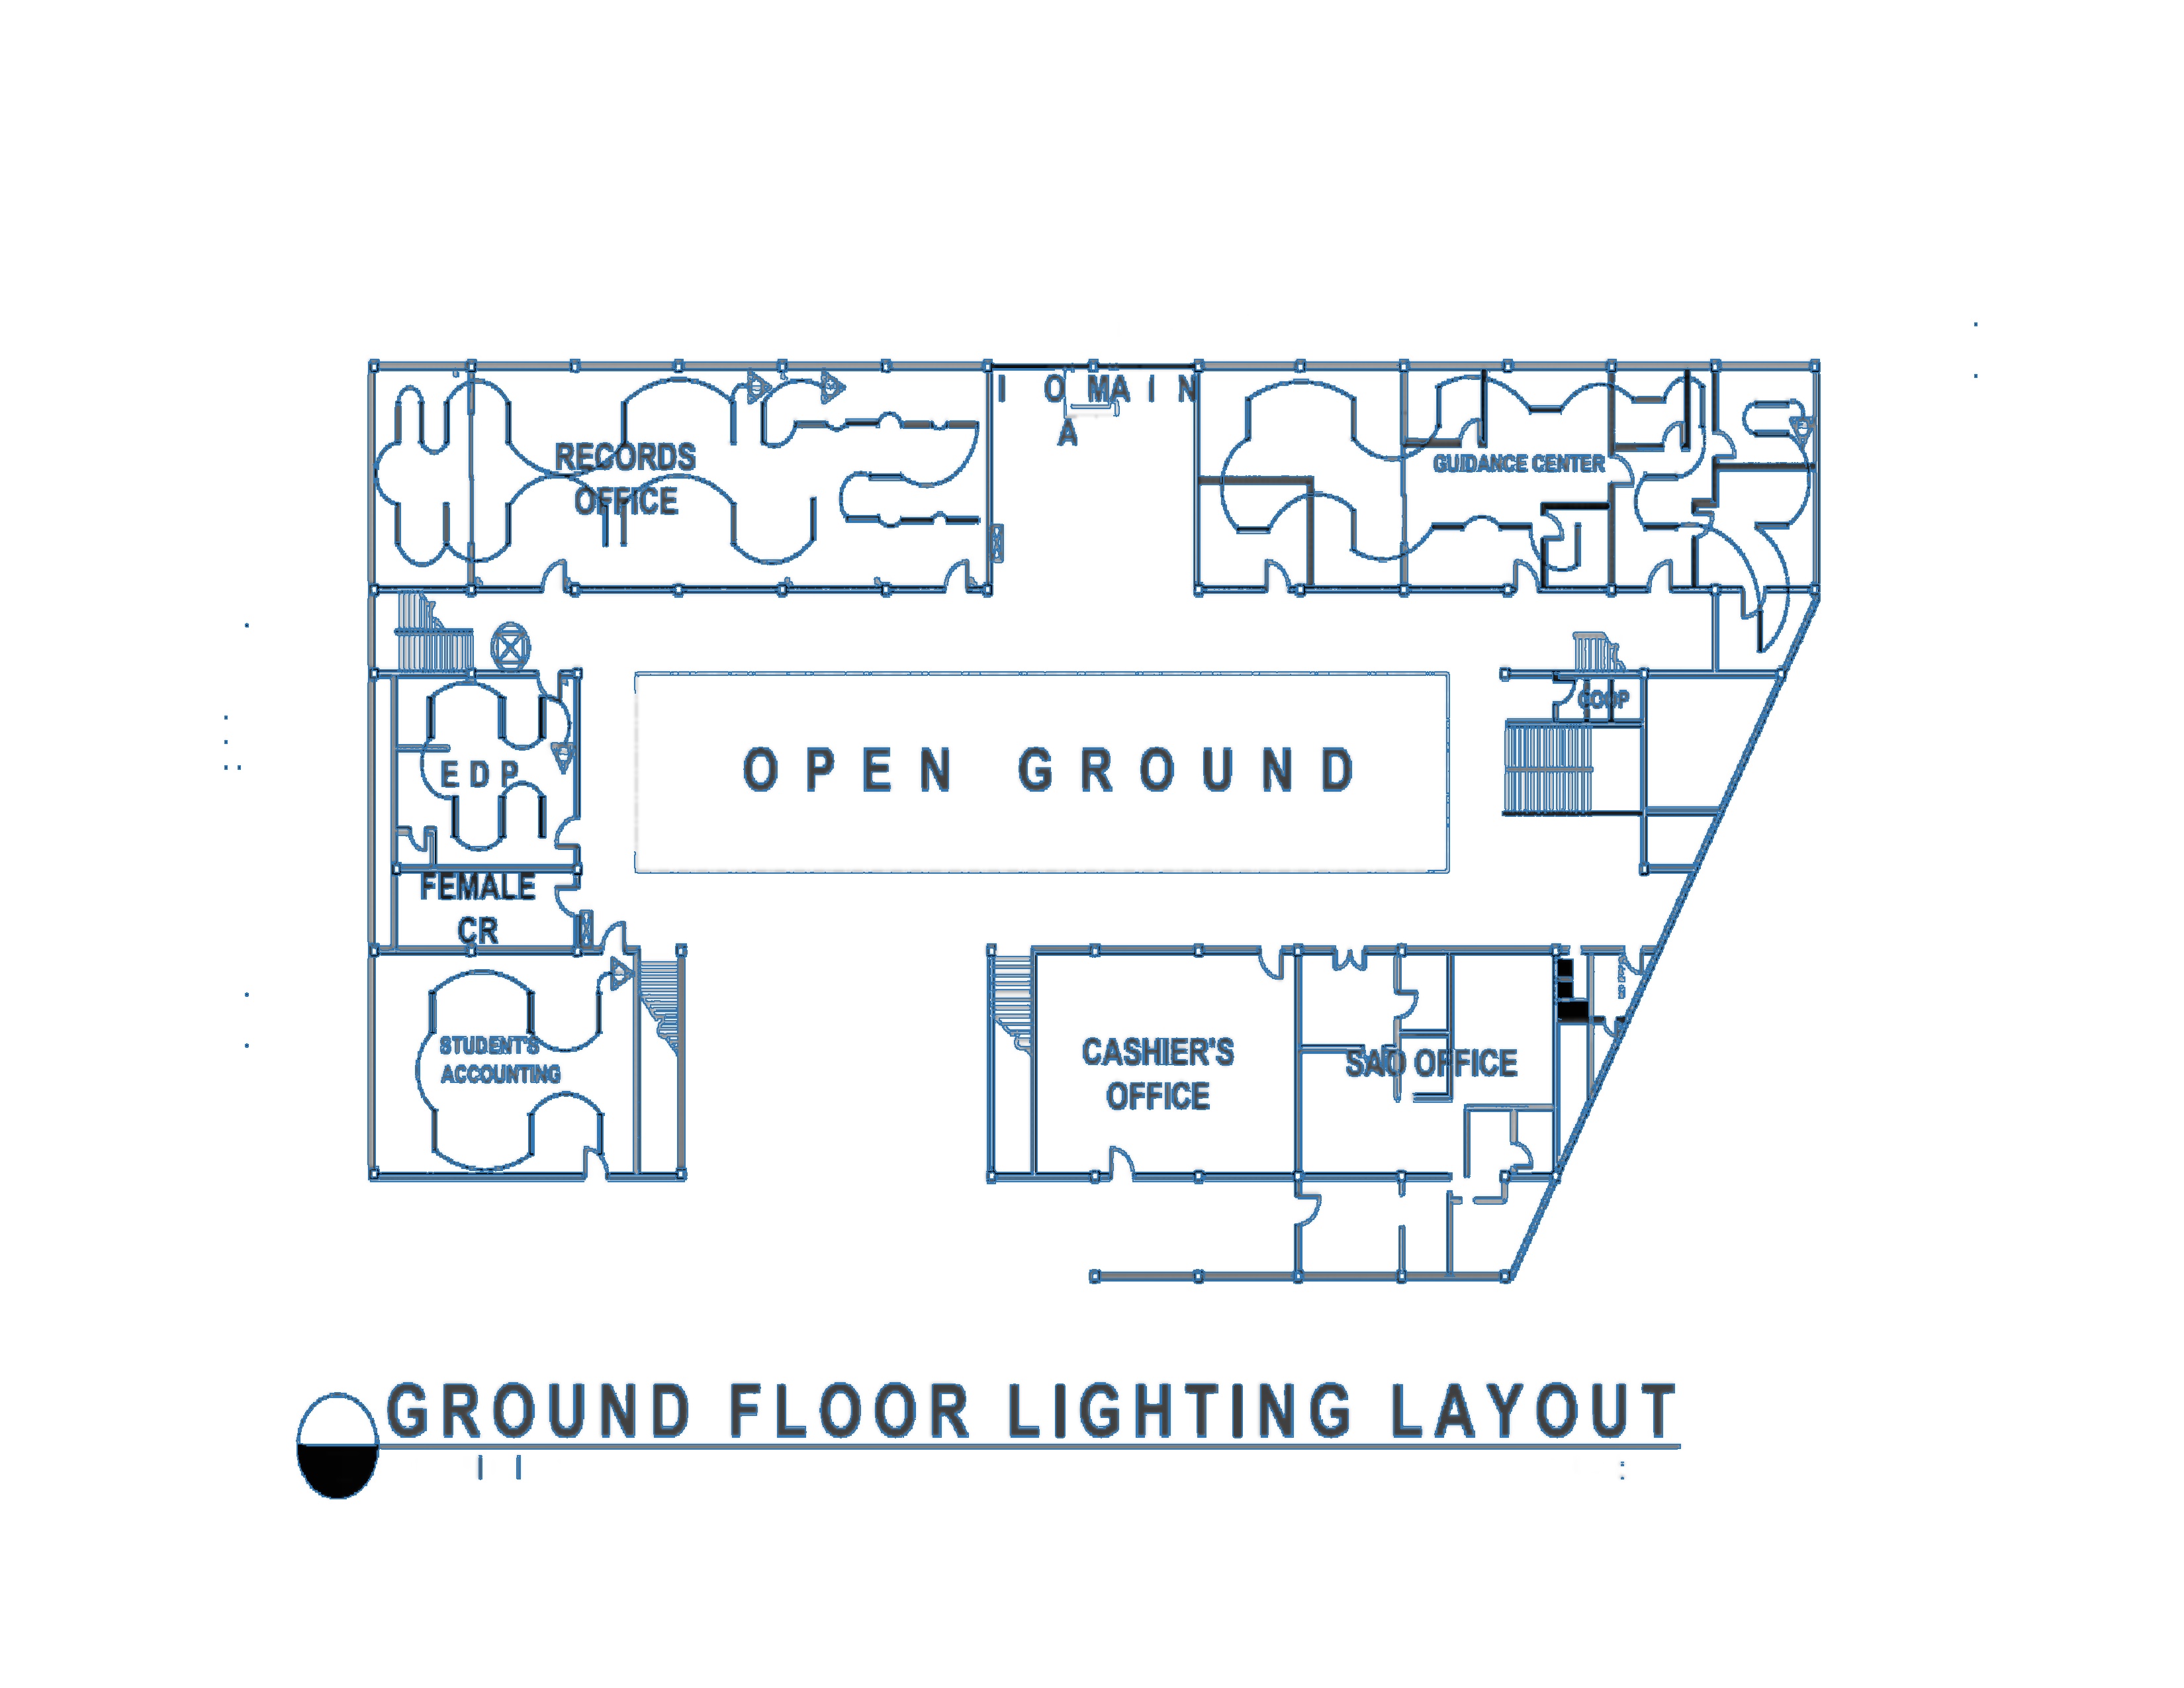 I O MAIN
A
RECORDS
OFFICE
GUIDANCE CENTER
COOP
OPEN GROUND
EDP
FEMALE
CR
STUDENT'S
ACCOUNTING
CASHIER'S
OFFICE
SAO OFFICE
GROUND FLOOR LIGHTING LAYOUT